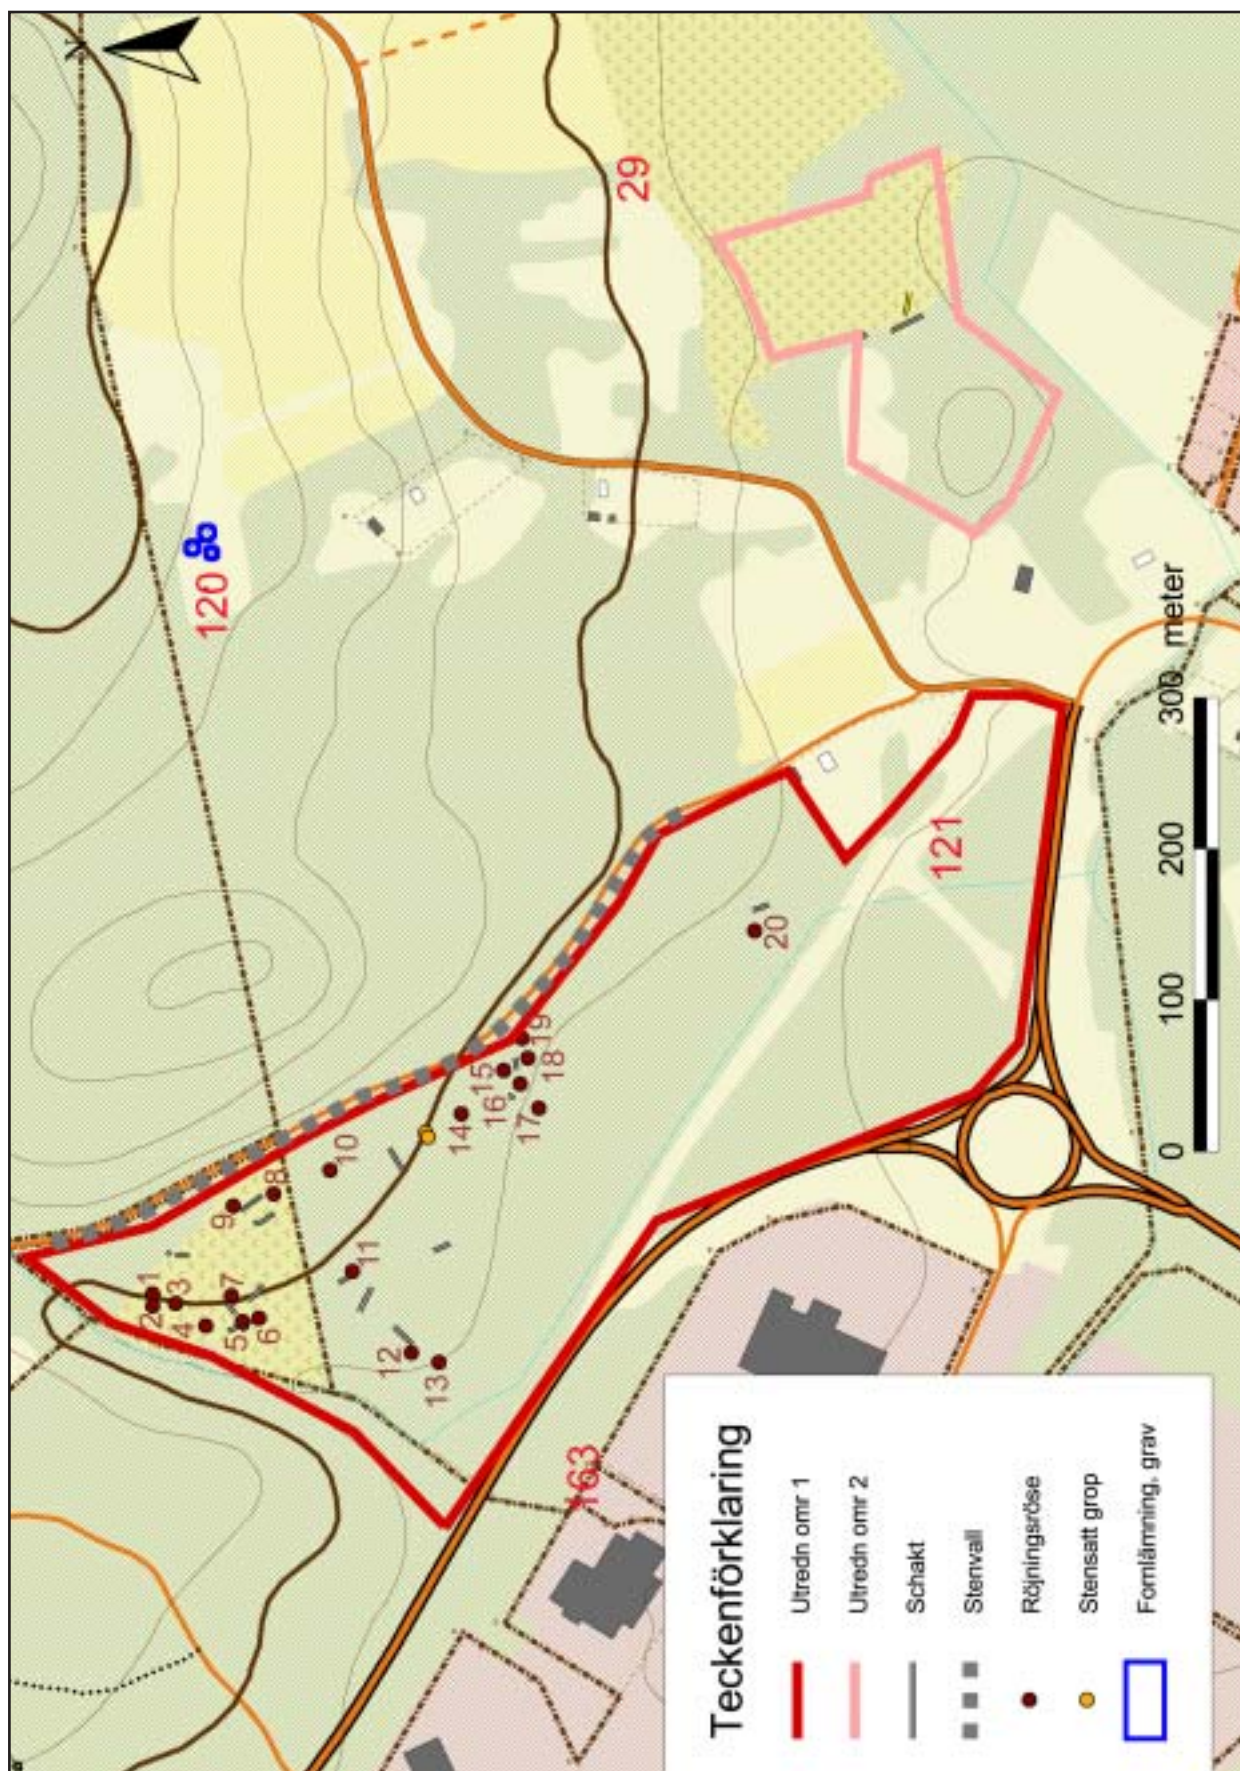 N
120
29
9
8
10
2
1
3
4
7
5
6
11
12
13
14
15
16
17
18
19
20
121
163
0
100
200
300
meter
Teckenförklaring
Utredn omr 1
Utredn omr 2
Schakt
Stenvall
Röjningsröse
Stensatt grop
Fornlämning, grav